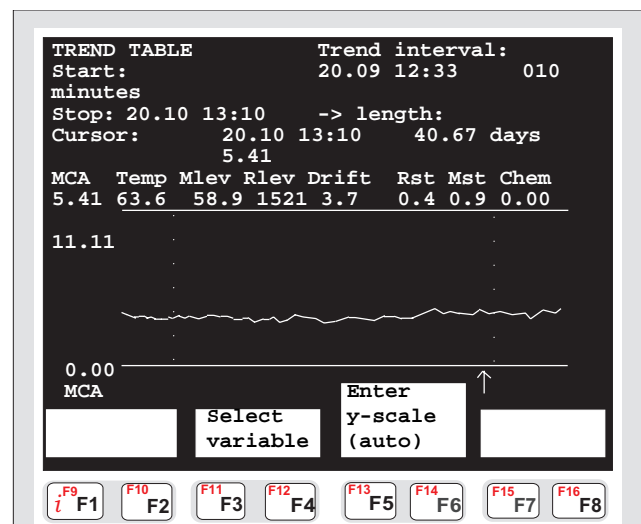 TREND TABLE Trend interval:
Start: 20.09 12:33 010
minutes
Stop: 20.10 13:10 -> length:
Cursor: 20.10 13:10 40.67 days
5.41
MCA Temp Mlev Rlev Drift Rst Mst Chem
5.41 63.6 58.9 1521 3.7 0.4 0.9 0.00
11.11
0.00
MCA
Select
variable
Enter
y-scale
(auto)
F9 F10 F11 F12 F13 F14 F15 F16
i F1 F2 F3 F4 F5 F6 F7 F8